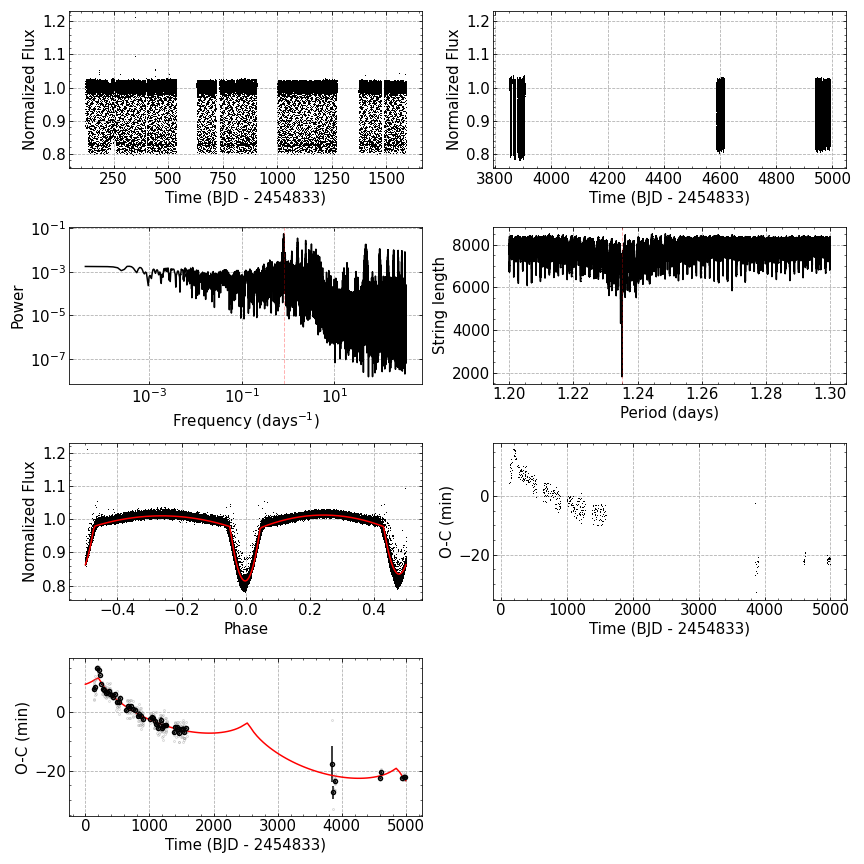 1.2
1.1
1.0
0.9
0.8
Normalized Flux
250 500 750 1000 1250 1500
Time (BJD - 2454833)
1.2
1.1
1.0
0.9
0.8
Normalized Flux
3800 4000 4200 4400 4600 4800 5000
Time (BJD - 2454833)
10⁻¹
10⁻³
10⁻⁵
10⁻⁷
Power
10⁻³ 10⁻¹ 10¹
Frequency (days⁻¹)
8000
6000
4000
2000
String length
1.20 1.22 1.24 1.26 1.28 1.30
Period (days)
1.2
1.1
1.0
0.9
0.8
Normalized Flux
−0.4 −0.2 0.0 0.2 0.4
Phase
0
−20
O-C (min)
0 1000 2000 3000 4000 5000
Time (BJD - 2454833)
0
−20
O-C (min)
0 1000 2000 3000 4000 5000
Time (BJD - 2454833)